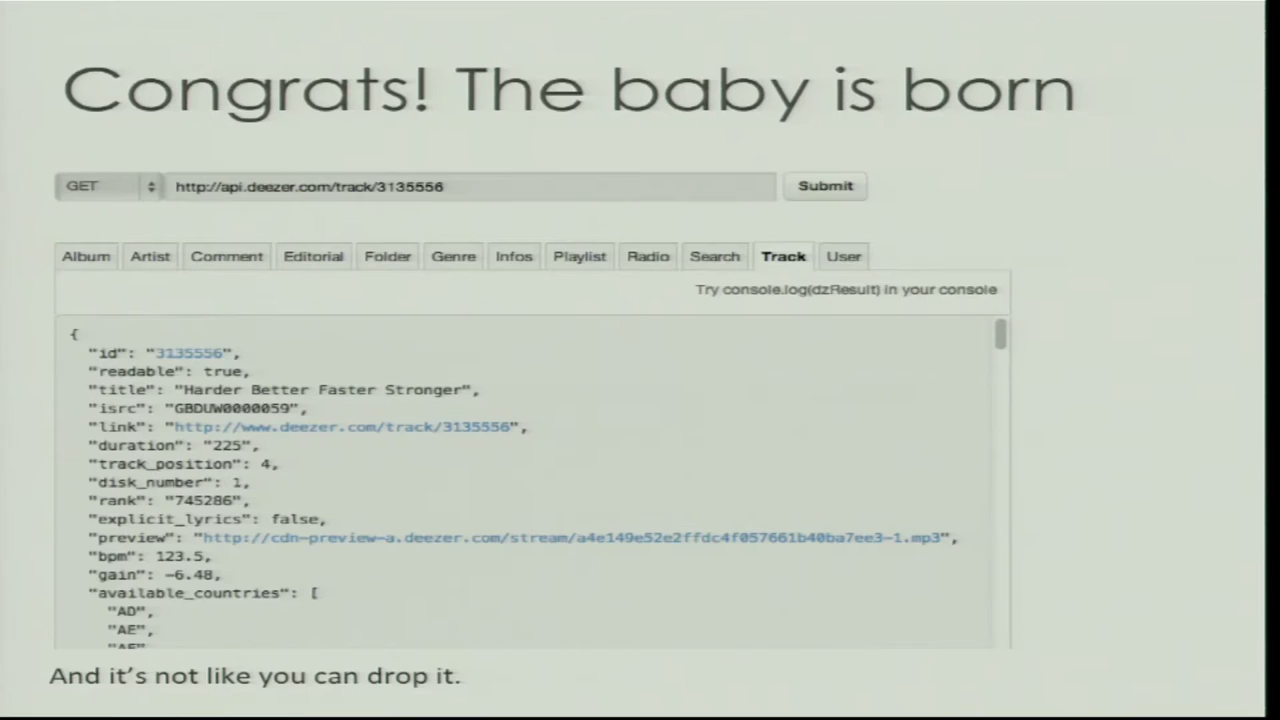 Congrats! The baby is born
GET http://api.deezer.com/track/3135556 Submit
Album Artist Comment Editorial Folder Genre Infos Playlist Radio Search Track User
Try console.log(dzResult) in your console
{
"id": "3135556",
"readable": true,
"title": "Harder Better Faster Stronger",
"isrc": "GBDUW0000059",
"link": "http://www.deezer.com/track/3135556",
"duration": "225",
"track_position": 4,
"disk_number": 1,
"rank": "745286",
"explicit_lyrics": false,
"preview": "http://cdn-preview-a.deezer.com/stream/a4e149e52e2ffdc4f057661b40ba7ee3-1.mp3",
"bpm": 123.5,
"gain": -6.48,
"available_countries": [
"AD",
"AE",
And it's not like you can drop it.